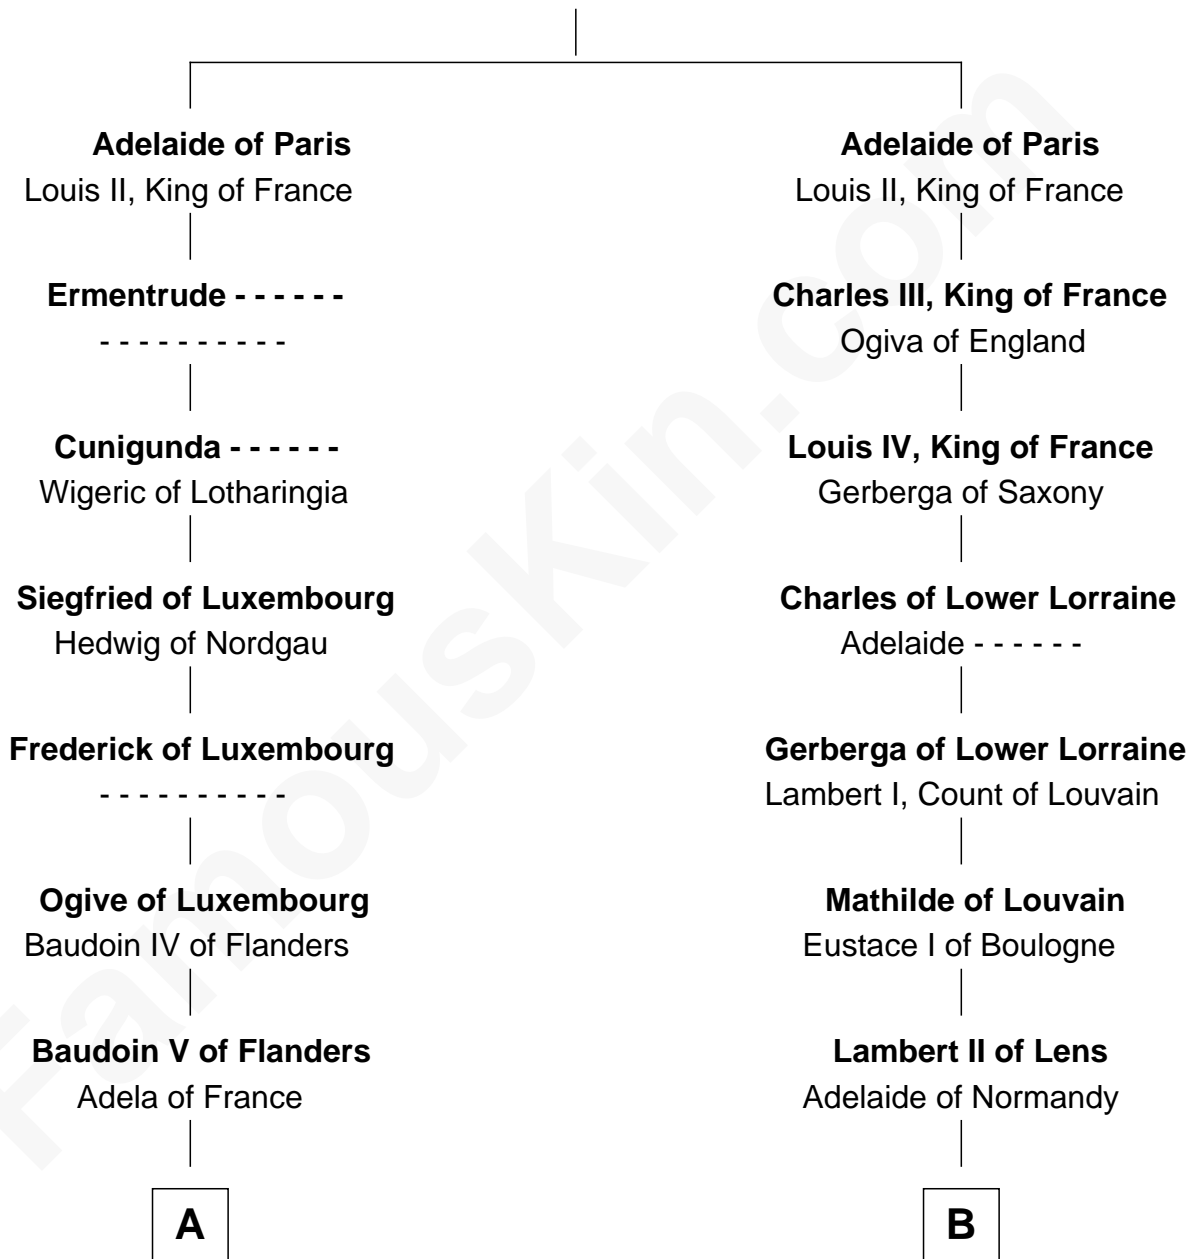 Adelaide of Paris
Louis II, King of France
Ermentrude - - - - - -
- - - - - - - - - -
Cunigunda - - - - - -
Wigeric of Lotharingia
Siegfried of Luxembourg
Hedwig of Nordgau
Frederick of Luxembourg
- - - - - - - - - -
Ogive of Luxembourg
Baudoin IV of Flanders
Baudoin V of Flanders
Adela of France
A
Adelaide of Paris
Louis II, King of France
Charles III, King of France
Ogiva of England
Louis IV, King of France
Gerberga of Saxony
Charles of Lower Lorraine
Adelaide - - - - - -
Gerberga of Lower Lorraine
Lambert I, Count of Louvain
Mathilde of Louvain
Eustace I of Boulogne
Lambert II of Lens
Adelaide of Normandy
B
FamousKin.com